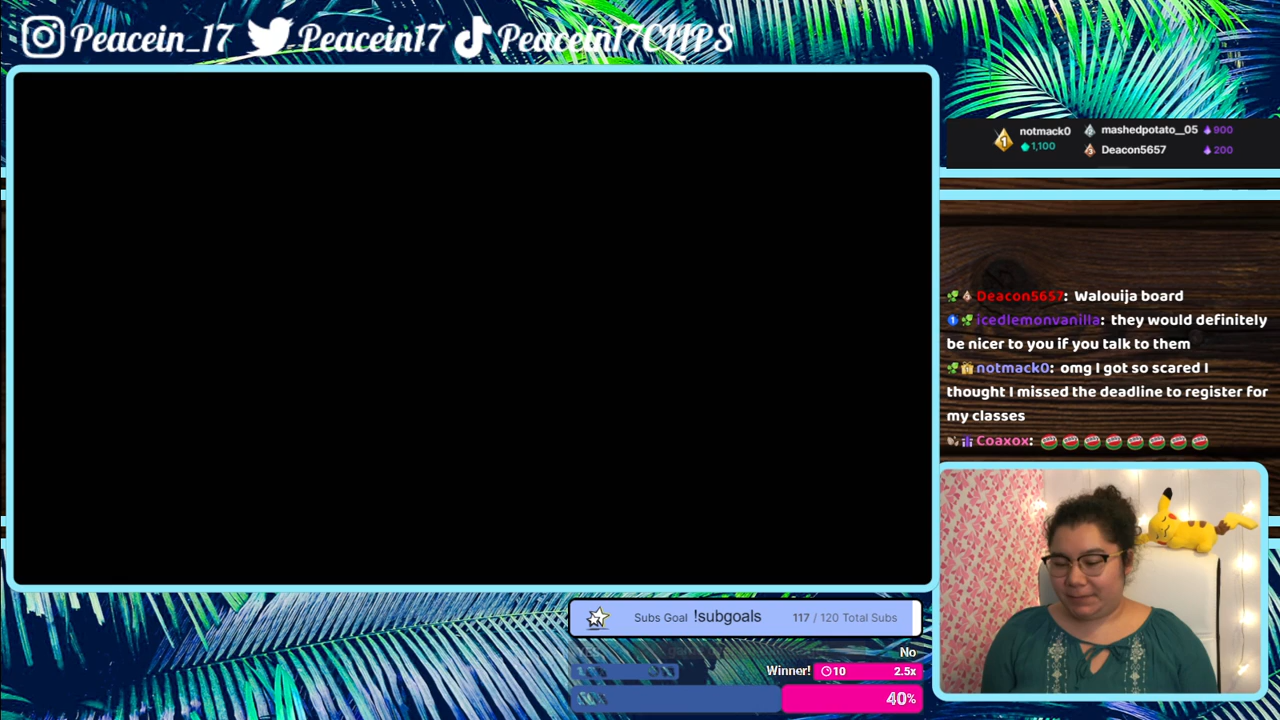 Peacein_17 Peacein17 Peacein17ClIPS
notmack0
1,100
mashedpotato__05 900
Deacon5657 200
Deacon5657: Walouija board
icedlemonvanilla: they would definitely
be nicer to you if you talk to them
notmack0: omg I got so scared I
thought I missed the deadline to register for
my classes
Coaxox:
Subs Goal !subgoals 117 / 120 Total Subs
No
Winner! 10 2.5x
40%